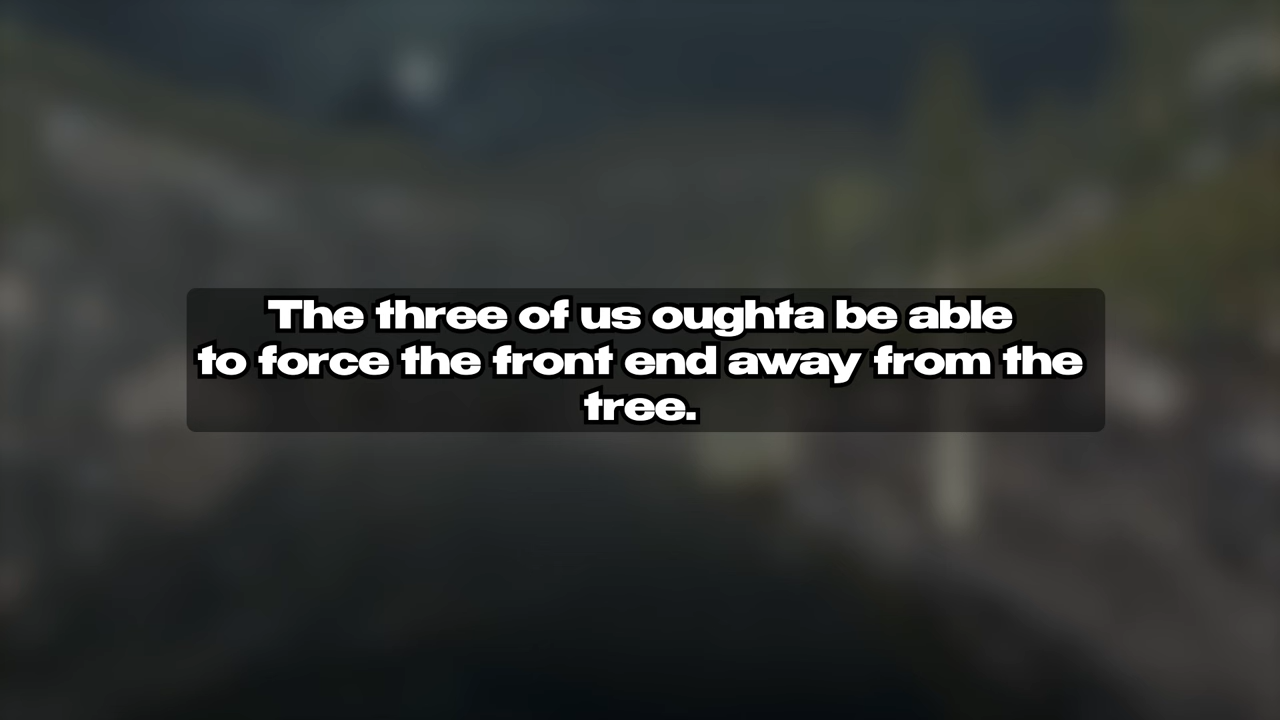 The three of us oughta be able
to force the front end away from the
tree.